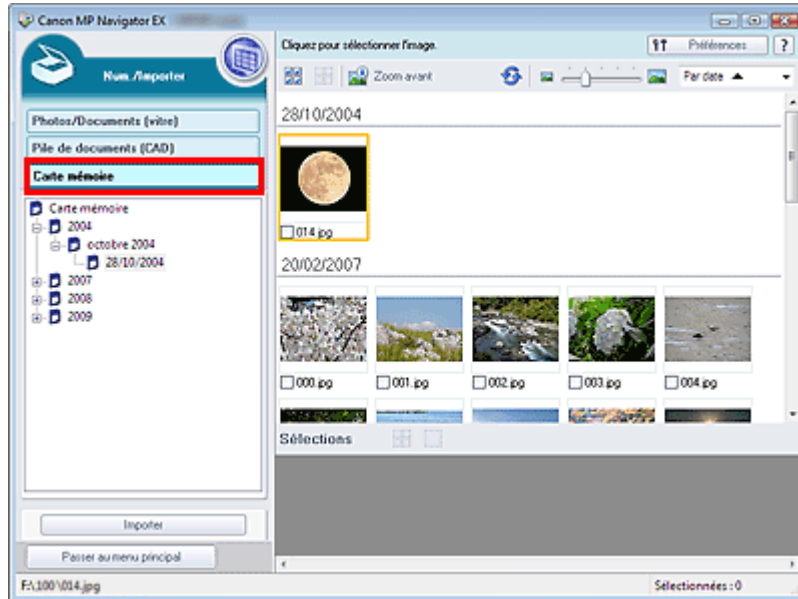 Canon MP Navigator EX
Num./Importer
Photos/Documents (vitre)
Pile de documents (CAD)
Carte mémoire
Carte mémoire
2004
octobre 2004
28/10/2004
2007
2008
2009
Importer
Passer au menu principal
Cliquez pour sélectionner l'image.
Préférences
?
Zoom avant
Par date
28/10/2004
014.jpg
20/02/2007
000.jpg
001.jpg
002.jpg
003.jpg
004.jpg
Sélections
F:\100\014.jpg
Sélectionnées : 0